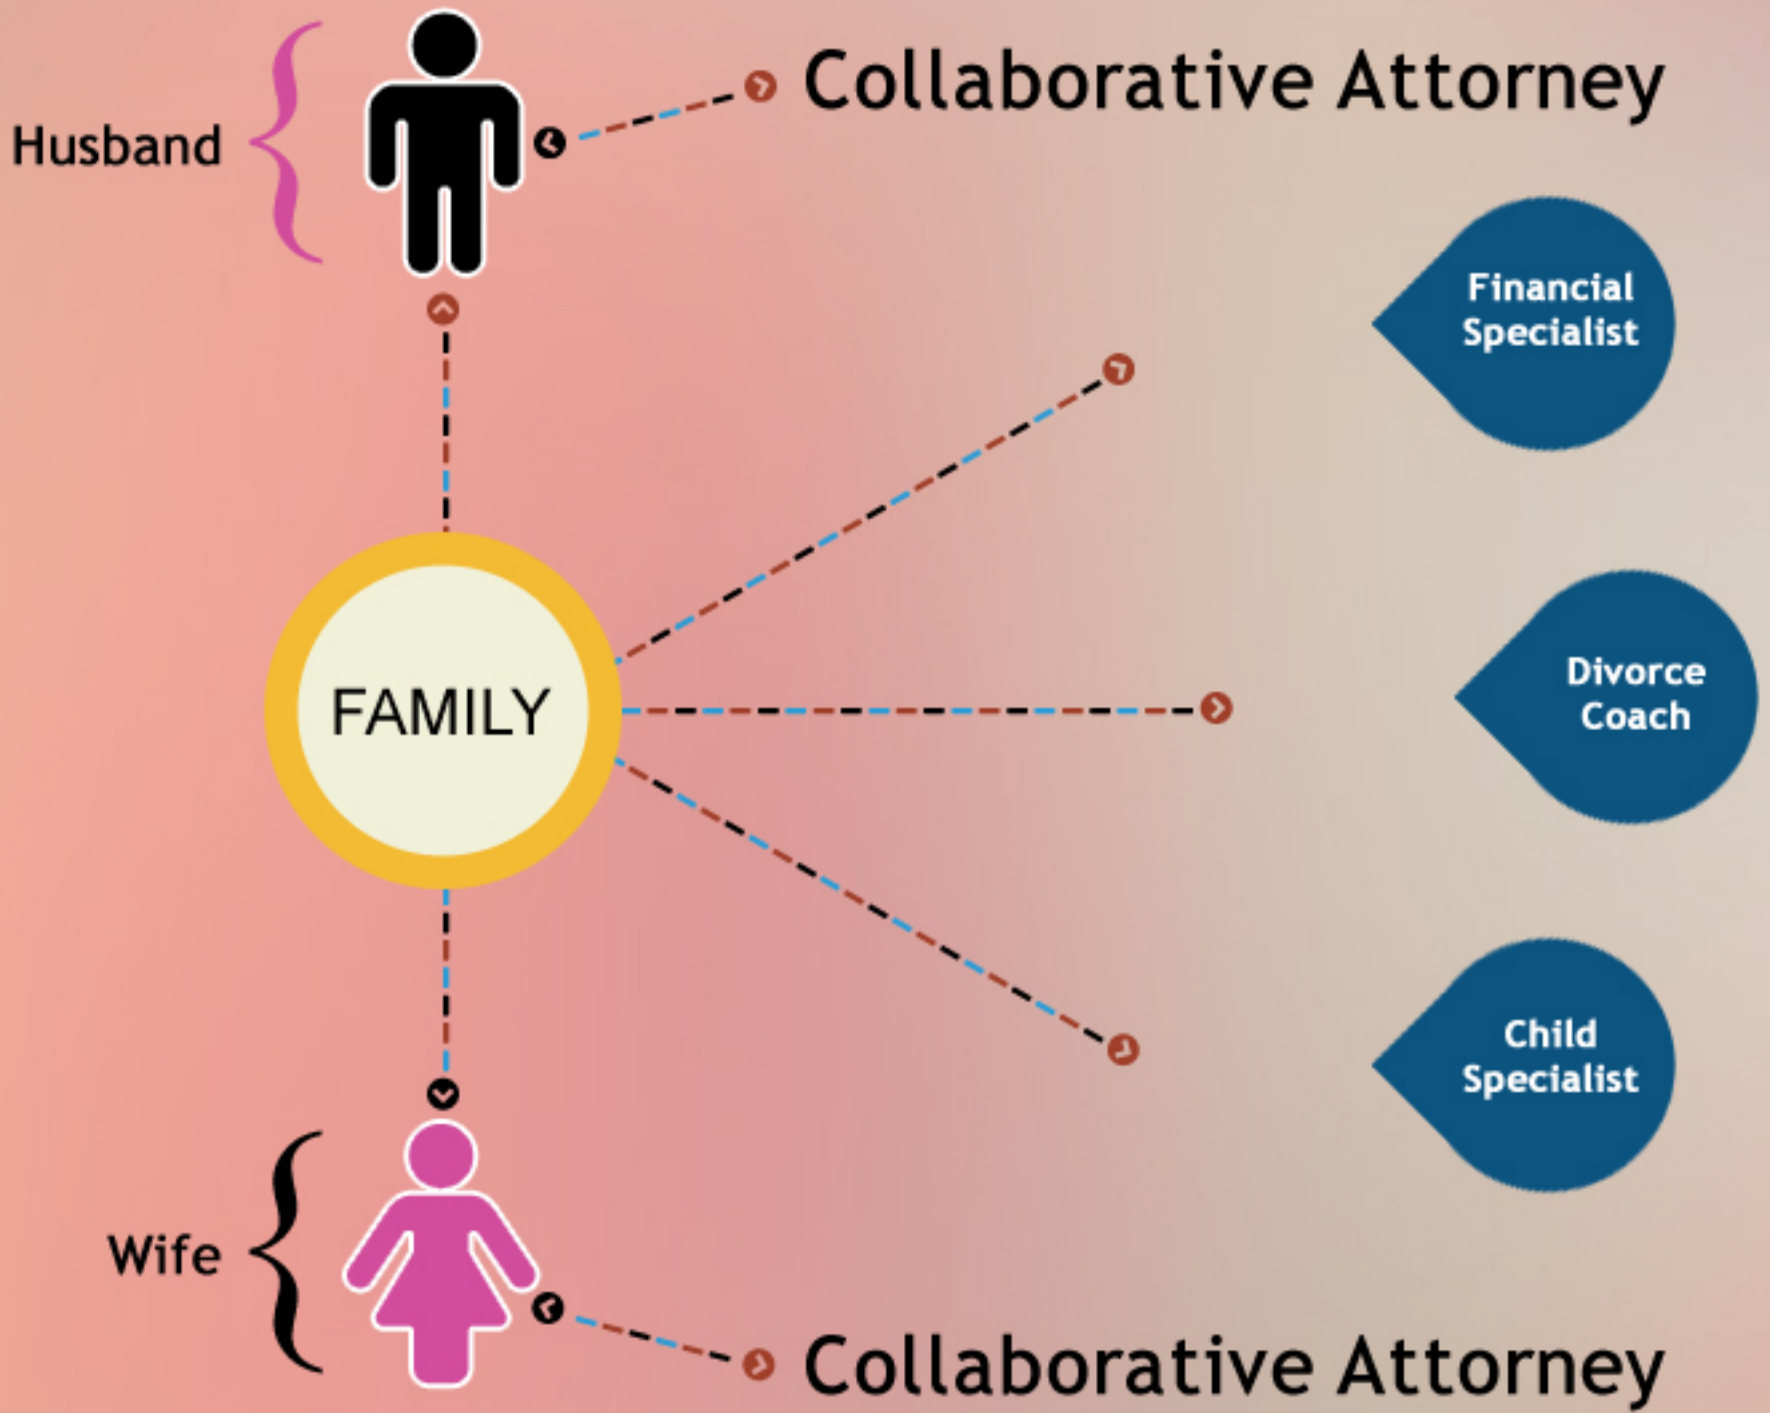 Collaborative Attorney
Husband
Financial
Specialist
Divorce
Coach
FAMILY
Child
Specialist
Wife
Collaborative Attorney